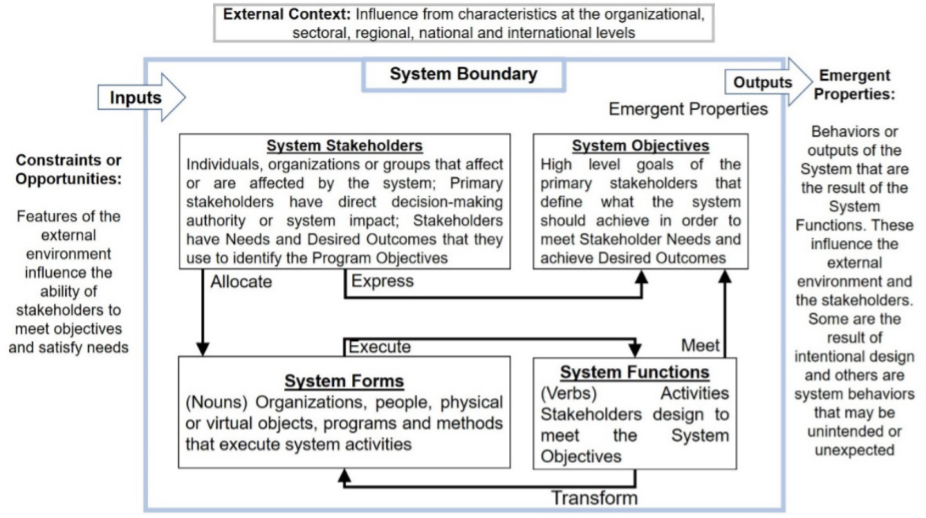 External Context: Influence from characteristics at the organizational,
sectoral, regional, national and international levels
System Boundary
Inputs
Outputs
Emergent Properties
Constraints or
Opportunities:
Features of the
external
environment
influence the
ability of
stakeholders to
meet objectives
and satisfy needs
System Stakeholders
Individuals, organizations or groups that affect
or are affected by the system; Primary
stakeholders have direct decision-making
authority or system impact; Stakeholders
have Needs and Desired Outcomes that they
use to identify the Program Objectives
System Objectives
High level goals of the
primary stakeholders that
define what the system
should achieve in order to
meet Stakeholder Needs and
achieve Desired Outcomes
Allocate
Express
Execute
Meet
System Forms
(Nouns) Organizations, people, physical
or virtual objects, programs and methods
that execute system activities
System Functions
(Verbs) Activities
Stakeholders design to
meet the System
Objectives
Transform
Emergent
Properties:
Behaviors or
outputs of the
System that are
the result of the
System
Functions. These
influence the
external
environment and
the stakeholders.
Some are the
result of
intentional design
and others are
system behaviors
that may be
unintended or
unexpected